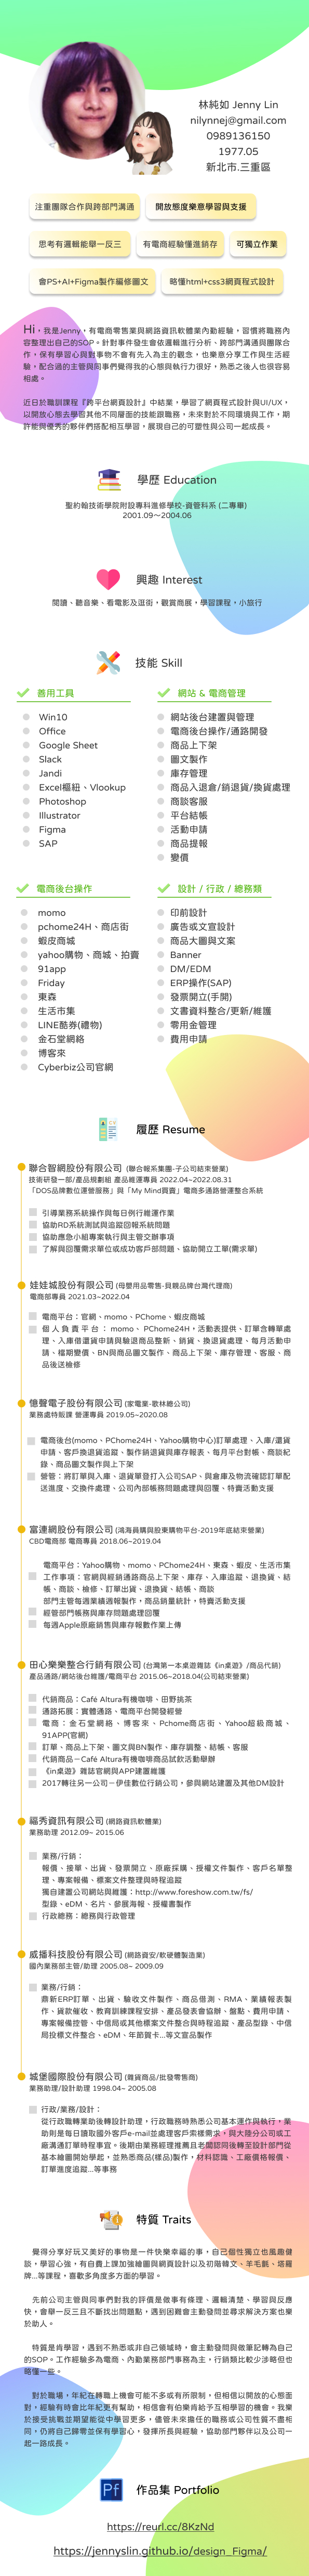 林純如 Jenny Lin
nilynnej@gmail.com
0989136150
1977.05
新北市.三重區
注重團隊合作與跨部門溝通
開放態度樂意學習與支援
思考有邏輯能舉一反三
有電商經驗懂進銷存
可獨立作業
會PS+AI+Figma製作編修圖文
略懂html+css3網頁程式設計
Hi，我是Jenny，有電商零售業與網路資訊軟體業內勤經驗，習慣將職務內
容整理出自己的SOP。針對事件發生會依邏輯進行分析、跨部門溝通與團隊合
作，保有學習心與對事物不會有先入為主的觀念，也樂意分享工作與生活經
驗，配合過的主管與同事們覺得我的心態與執行力很好，熟悉之後人也很容易
相處。
近日於職訓課程『跨平台網頁設計』中結業，學習了網頁程式設計與UI/UX，
以開放心態去學習其他不同層面的技能跟職務，未來對於不同環境與工作，期
許能與優秀的夥伴們搭配相互學習，展現自己的可塑性與公司一起成長。
學歷 Education
聖約翰技術學院附設專科進修學校-資管科系 (二專畢)
2001.09～2004.06
興趣 Interest
閱讀、聽音樂、看電影及逛街，觀賞商展，學習課程，小旅行
技能 Skill
善用工具
Win10
Office
Google Sheet
Slack
Jandi
Excel樞紐、Vlookup
Photoshop
Illustrator
Figma
SAP
網站 & 電商管理
網站後台建置與管理
電商後台操作/通路開發
商品上下架
圖文製作
庫存管理
商品入退倉/銷退貨/換貨處理
商談客服
平台結帳
活動申請
商品提報
變價
電商後台操作
momo
pchome24H、商店街
蝦皮商城
yahoo購物、商城、拍賣
91app
Friday
東森
生活市集
LINE酷券(禮物)
金石堂網絡
博客來
Cyberbiz公司官網
設計 / 行政 / 總務類
印前設計
廣告或文宣設計
商品大圖與文案
Banner
DM/EDM
ERP操作(SAP)
發票開立(手開)
文書資料整合/更新/維護
零用金管理
費用申請
履歷 Resume
聯合智網股份有限公司 (聯合報系集團-子公司結束營業)
技術研發一部/產品規劃組 產品維運專員 2022.04~2022.08.31
「DOS品牌數位運營服務」與「My Mind買賣」電商多通路營運整合系統
引導業務系統操作與每日例行維運作業
協助RD系統測試與追蹤回報系統問題
協助應急小組專案執行與主管交辦事項
了解與回覆需求單位或成功客戶部問題、協助開立工單(需求單)
娃娃城股份有限公司 (母嬰用品零售-貝親品牌台灣代理商)
電商部專員 2021.03~2022.04
電商平台：官網、momo、PChome、蝦皮商城
個人負責平台：momo、PChome24H，活動表提供、訂單含轉單處
理、入庫借還貨申請與驗退商品整新、銷貨、換退貨處理、每月活動申
請、檔期變價、BN與商品圖文製作、商品上下架、庫存管理、客服、商
品後送檢修
憶聲電子股份有限公司 (家電業-歌林總公司)
業務處特販課 營運專員 2019.05~2020.08
電商後台(momo、PChome24H、Yahoo購物中心)訂單處理、入庫/還貨
申請、客戶換退貨追蹤、製作銷退貨與庫存報表、每月平台對帳、商談紀
錄、商品圖文製作與上下架
營管：將訂單與入庫、退貨單登打入公司SAP、與倉庫及物流確認訂單配
送進度、交換件處理、公司內部帳務問題處理與回覆、特賣活動支援
富連網股份有限公司 (鴻海員購與股東購物平台-2019年底結束營業)
CBD電商部 電商專員 2018.06~2019.04
電商平台：Yahoo購物、momo、PChome24H、東森、蝦皮、生活市集
工作事項：官網與經銷通路商品上下架、庫存、入庫追蹤、退換貨、結
帳、商談、檢修、訂單出貨、退換貨、結帳、商談
部門主管每週業績週報製作，商品銷量統計，特賣活動支援
經管部門帳務與庫存問題處理回覆
每週Apple原廠銷售與庫存報數作業上傳
田心樂樂整合行銷有限公司 (台灣第一本桌遊雜誌《in桌遊》/商品代銷)
產品通路/網站後台維護/電商平台 2015.06~2018.04(公司結束營業)
代銷商品：Café Altura有機咖啡、田野挑茶
通路拓展：實體通路、電商平台開發經營
電商：金石堂網絡、博客來、Pchome商店街、Yahoo超級商城、
91APP(官網)
訂單、商品上下架、圖文與BN製作、庫存調整、結帳、客服
代銷商品－Café Altura有機咖啡商品試飲活動舉辦
《in桌遊》雜誌官網與APP建置維護
2017轉往另一公司－伊佳數位行銷公司，參與網站建置及其他DM設計
福秀資訊有限公司 (網路資訊軟體業)
業務助理 2012.09~ 2015.06
業務/行銷：
報價、接單、出貨、發票開立、原廠採購、授權文件製作、客戶名單整
理、專案報備、標案文件整理與時程追蹤
獨自建置公司網站與維護：http://www.foreshow.com.tw/fs/
型錄、eDM、名片、參展海報、授權書製作
行政總務：總務與行政管理
威播科技股份有限公司 (網路資安/軟硬體製造業)
國內業務部主管/助理 2005.08~ 2009.09
業務/行銷：
鼎新ERP訂單、出貨、驗收文件製作、商品借測、RMA、業績報表製
作、貨款催收、教育訓練課程安排、產品發表會協辦、盤點、費用申請、
專案報備控管、中信局或其他標案文件整合與時程追蹤、產品型錄、中信
局投標文件整合、eDM、年節賀卡...等文宣品製作
城堡國際股份有限公司 (雜貨商品/批發零售商)
業務助理/設計助理 1998.04~ 2005.08
行政/業務/設計：
從行政職轉業助後轉設計助理，行政職務時熟悉公司基本運作與執行，業
助則是每日讀取國外客戶e-mail並處理客戶索樣需求，與大陸分公司或工
廠溝通訂單時程事宜。後期由業務經理推薦且老闆認同後轉至設計部門從
基本繪圖開始學起，並熟悉商品(樣品)製作，材料認識、工廠價格報價、
訂單進度追蹤...等事務
特質 Traits
覺得分享好玩又美好的事物是一件快樂幸福的事，自己個性獨立也風趣健
談，學習心強，有自費上課加強繪圖與網頁設計以及初階韓文、羊毛氈、塔羅
牌...等課程，喜歡多角度多方面的學習。
先前公司主管與同事們對我的評價是做事有條理、邏輯清楚、學習與反應
快，會舉一反三且不斷找出問題點，遇到困難會主動發問並尋求解決方案也樂
於助人。
特質是肯學習，遇到不熟悉或非自己領域時，會主動發問與做筆記轉為自己
的SOP。工作經驗多為電商、內勤業務部門事務為主，行銷類比較少涉略但也
略懂一些。
對於職場，年紀在轉職上機會可能不多或有所限制，但相信以開放的心態面
對，經驗有時會比年紀更有幫助，相信會有伯樂肯給予互相學習的機會。我樂
於接受挑戰並期望能從中學習更多，儘管未來擔任的職務或公司性質不盡相
同，仍將自己歸零並保有學習心，發揮所長與經驗，協助部門夥伴以及公司一
起一路成長。
Pf
作品集 Portfolio
https://reurl.cc/8KzNd
https://jennyslin.github.io/design_Figma/